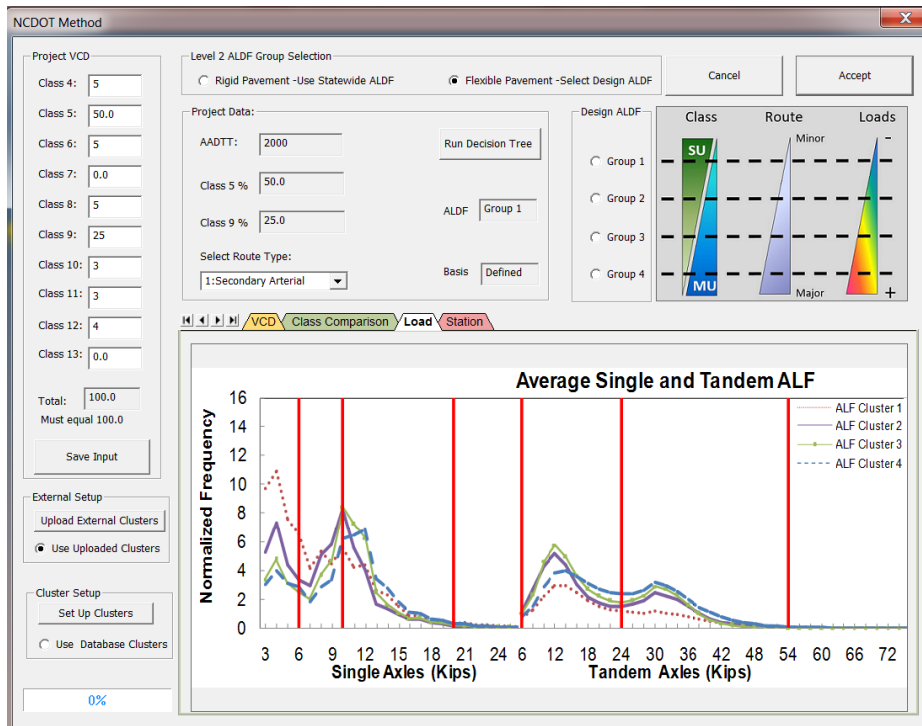 NCDOT Method
Project VCD
Class 4: 5
Class 5: 50.0
Class 6: 5
Class 7: 0.0
Class 8: 5
Class 9: 25
Class 10: 3
Class 11: 3
Class 12: 4
Class 13: 0.0
Total: 100.0
Must equal 100.0
Save Input
External Setup
Upload External Clusters
Use Uploaded Clusters
Cluster Setup
Set Up Clusters
Use Database Clusters
0%
Level 2 ALDF Group Selection
Rigid Pavement -Use Statewide ALDF
Flexible Pavement -Select Design ALDF
Cancel
Accept
Project Data:
AADTT: 2000
Class 5 % 50.0
Class 9 % 25.0
Select Route Type:
1:Secondary Arterial
Run Decision Tree
ALDF Group 1
Basis Defined
Design ALDF
Group 1
Group 2
Group 3
Group 4
Class Route Loads
SU Minor -
MU Major +
VCD Class Comparison Load Station
Average Single and Tandem ALF
ALF Cluster 1
ALF Cluster 2
ALF Cluster 3
ALF Cluster 4
Normalized Frequency
16
14
12
10
8
6
4
2
0
3 6 9 12 15 18 21 24 6 12 18 24 30 36 42 48 54 60 66 72
Single Axles (Kips) Tandem Axles (Kips)